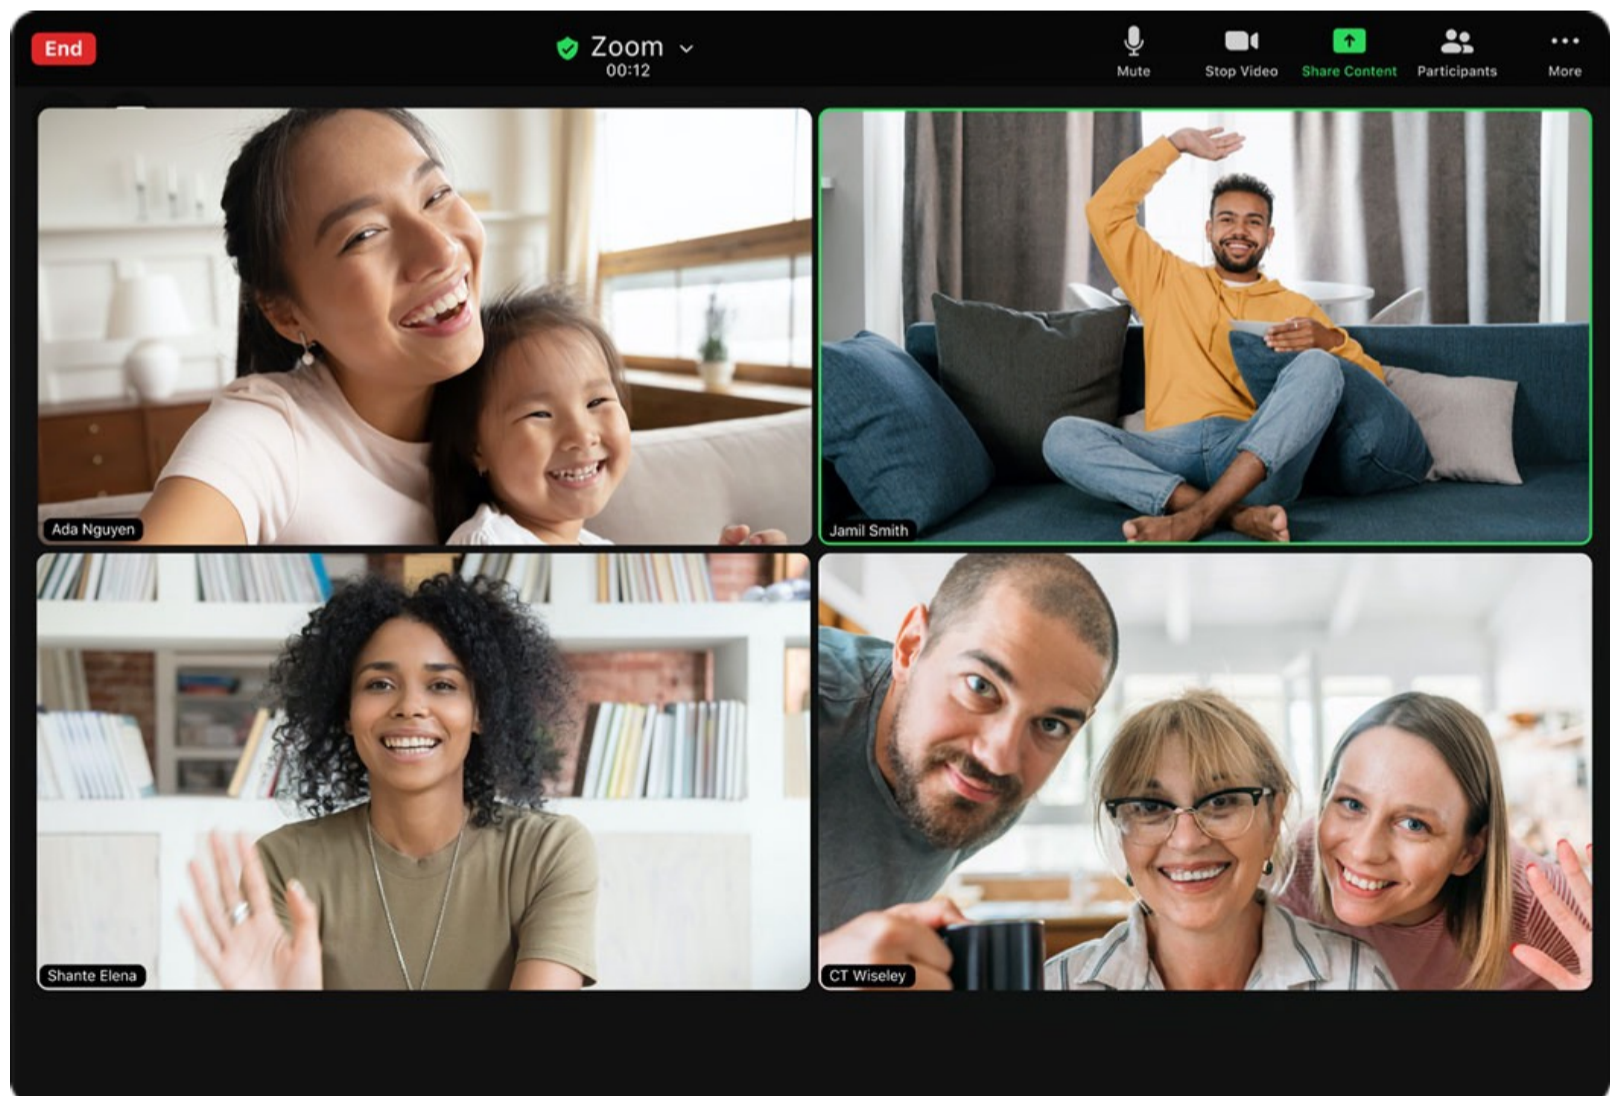 End
Zoom
00:12
Mute
Stop Video
Share Content
Participants
More
Ada Nguyen
Jamil Smith
Shante Elena
CT Wiseley